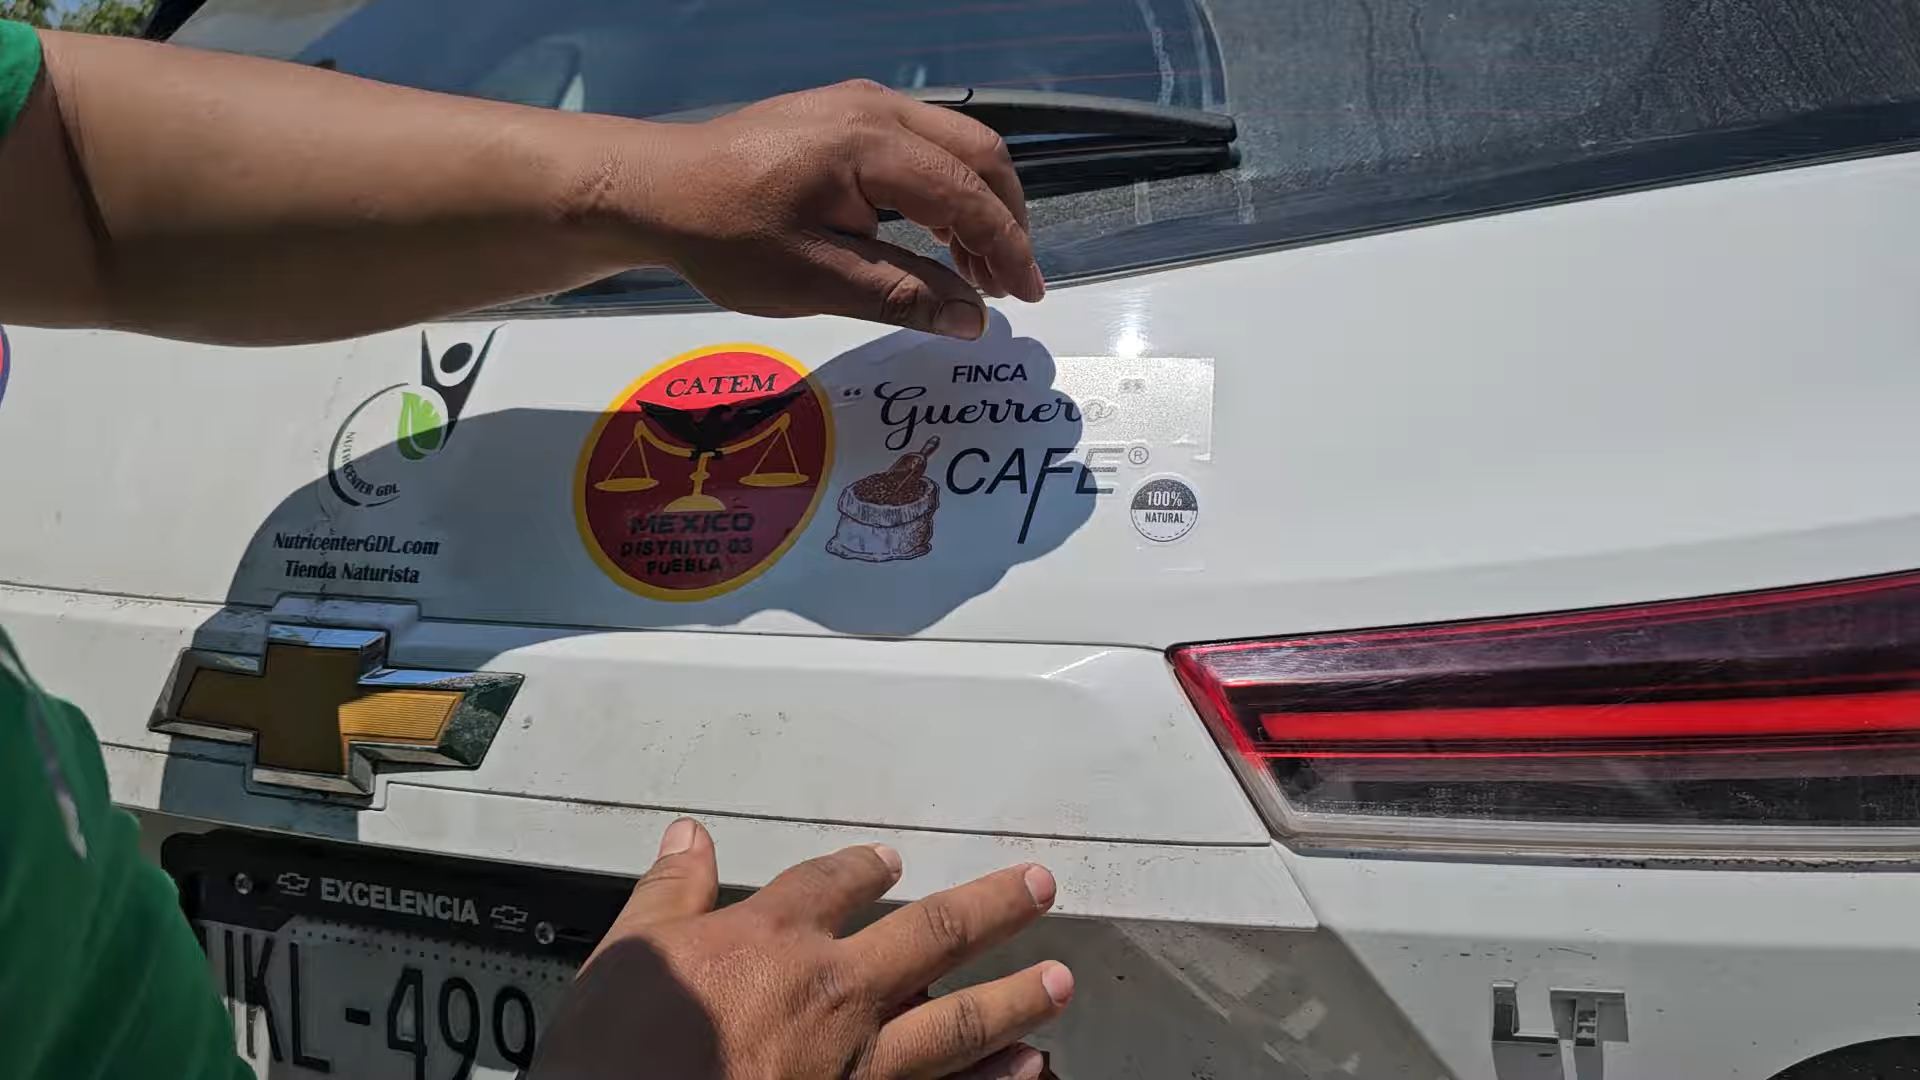 NUTRICENTER GDL
NutricenterGDL.com
Tienda Naturista
CATEM
MEXICO
DISTRITO 03
PUEBLA
FINCA
"Guerrero"
CAFE®
100%
NATURAL
EXCELENCIA
KL-499
LT